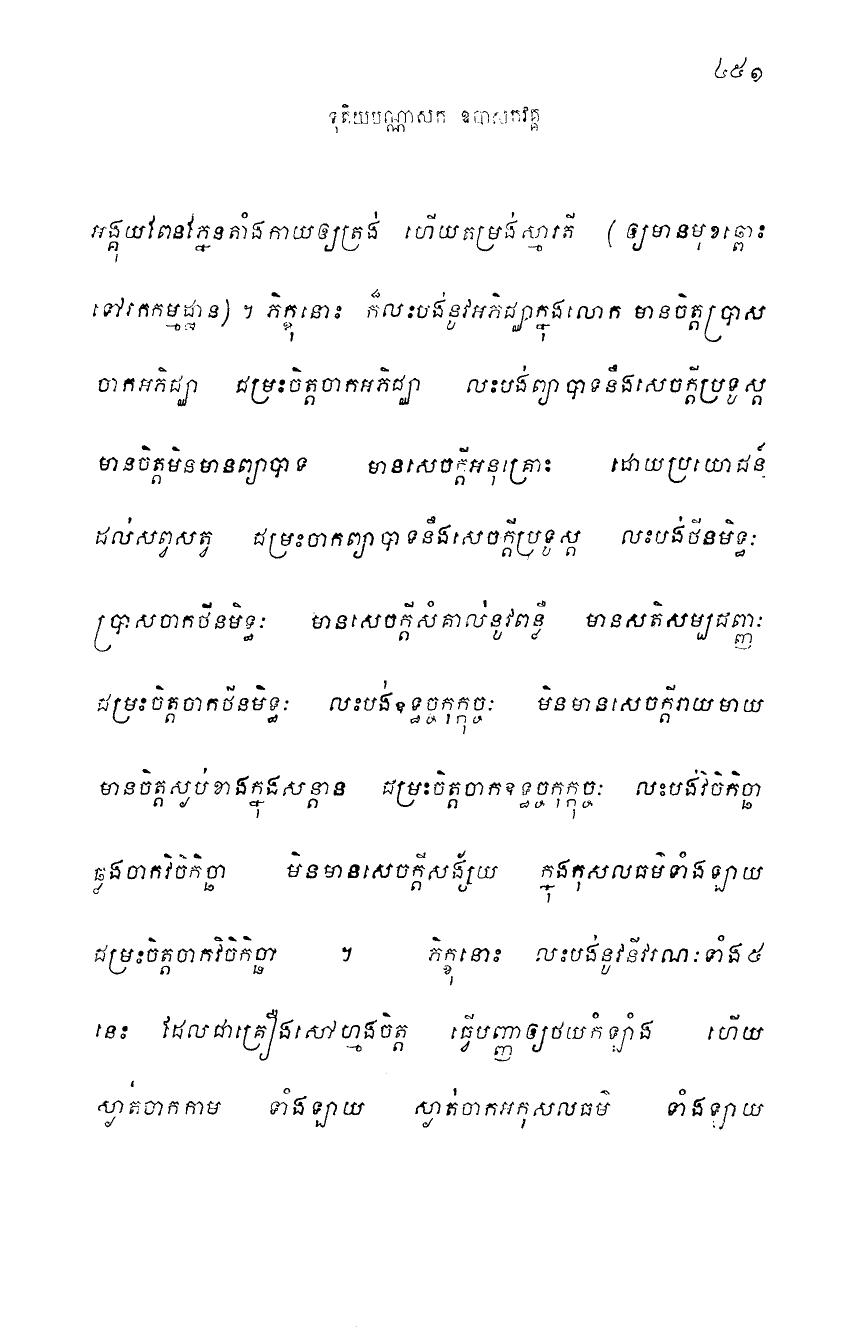 ៤៥១
ទុតិយបណ្ណាសក ឧបាសកវគ្គ
អង្គុយពែនភ្នែនតាំងកាយឲ្យត្រង់ ហើយតម្រង់ស្មារតី (ឲ្យមានមុខឆ្ពោះ
ទៅរកកម្មដ្ឋាន) ។ ភិក្ខុនោះ ក៏លះបង់នូវអភិជ្ឈាក្នុងលោក មានចិត្តប្រាស
ចាកអភិជ្ឈា ជម្រះចិត្តចាកអភិជ្ឈា លះបង់ព្យាបាទនឹងសេចក្តីប្រទូស្ត
មានចិត្តមិនមានព្យាបាទ មានសេចក្តីអនុគ្រោះ ដោយប្រយោជន៍
ដល់សព្វសត្វ ជម្រះចាកព្យាបាទនឹងសេចក្តីប្រទូស្ត លះបង់ថីនមិទ្ធៈ
ប្រាសចាកថីនមិទ្ធៈ មានសេចក្តីសំគាល់នូវពន្លឺ មានសតិសម្បជញ្ញៈ
ជម្រះចិត្តចាកថីនមិទ្ធៈ លះបង់ឧទ្ធច្ចកុក្កុច្ចៈ មិនមានសេចក្តីរាយមាយ
មានចិត្តស្ងប់ខាងក្នុងសន្តាន ជម្រះចិត្តចាកឧទ្ធច្ចកុក្កុច្ចៈ លះបង់វិចិកិច្ឆា
ឆ្លងចាកវិចិកិច្ឆា មិនមានសេចក្តីសង្ស័យ ក្នុងកុសលធម៌ទាំងឡាយ
ជម្រះចិត្តចាកវិចិកិច្ឆា ។ ភិក្ខុនោះ លះបង់នូវនីវរណៈទាំង៥
នេះ ដែលជាគ្រឿងសៅហ្មងចិត្ត ធ្វើបញ្ញាឲ្យថយកំឡាំង ហើយ
ស្ងាត់ចាកកាម ទាំងឡាយ ស្ងាត់ចាកអកុសលធម៌ ទាំងឡាយ